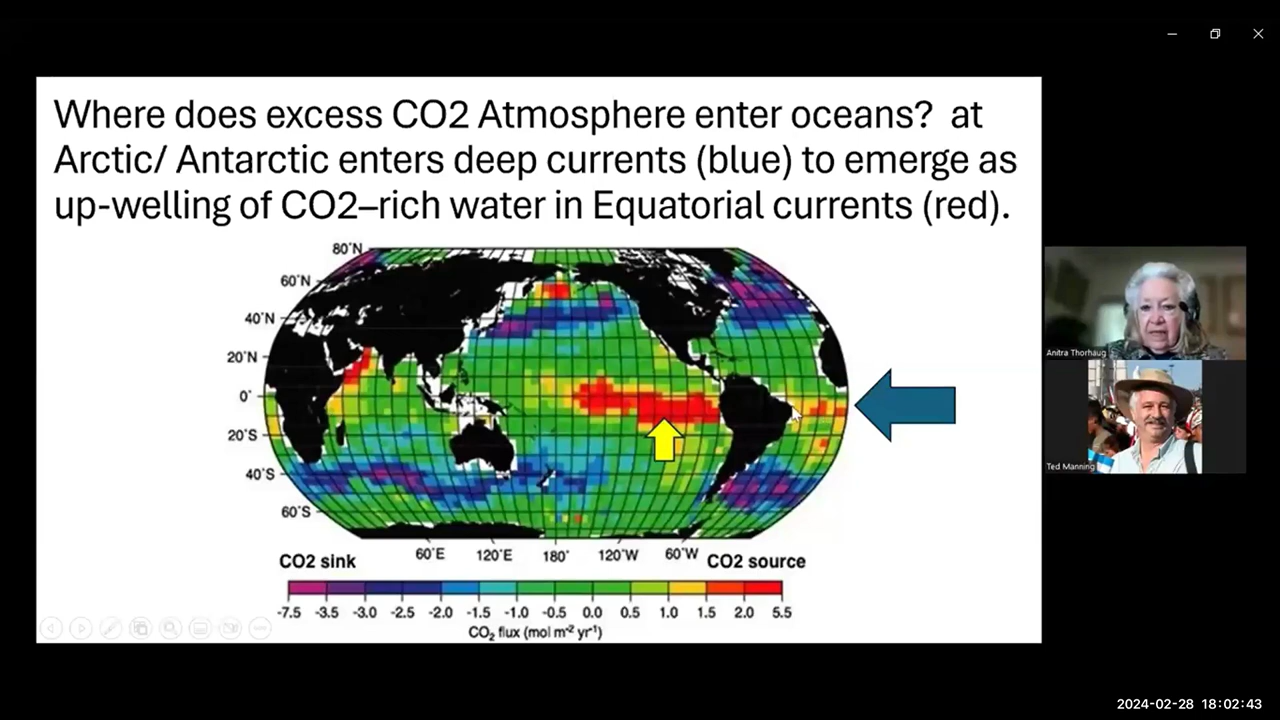 Where does excess CO2 Atmosphere enter oceans?  at
Arctic/ Antarctic enters deep currents (blue) to emerge as
up-welling of CO2–rich water in Equatorial currents (red).
80°N
60°N
40°N
20°N
0°
20°S
40°S
60°S
60°E 120°E 180° 120°W 60°W
CO2 sink CO2 source
-7.5 -3.5 -3.0 -2.5 -2.0 -1.5 -1.0 -0.5 0.0 0.5 1.0 1.5 2.0 5.5
CO₂ flux (mol m⁻² yr⁻¹)
Anitra Thorhaug
Ted Manning
2024-02-28 18:02:43